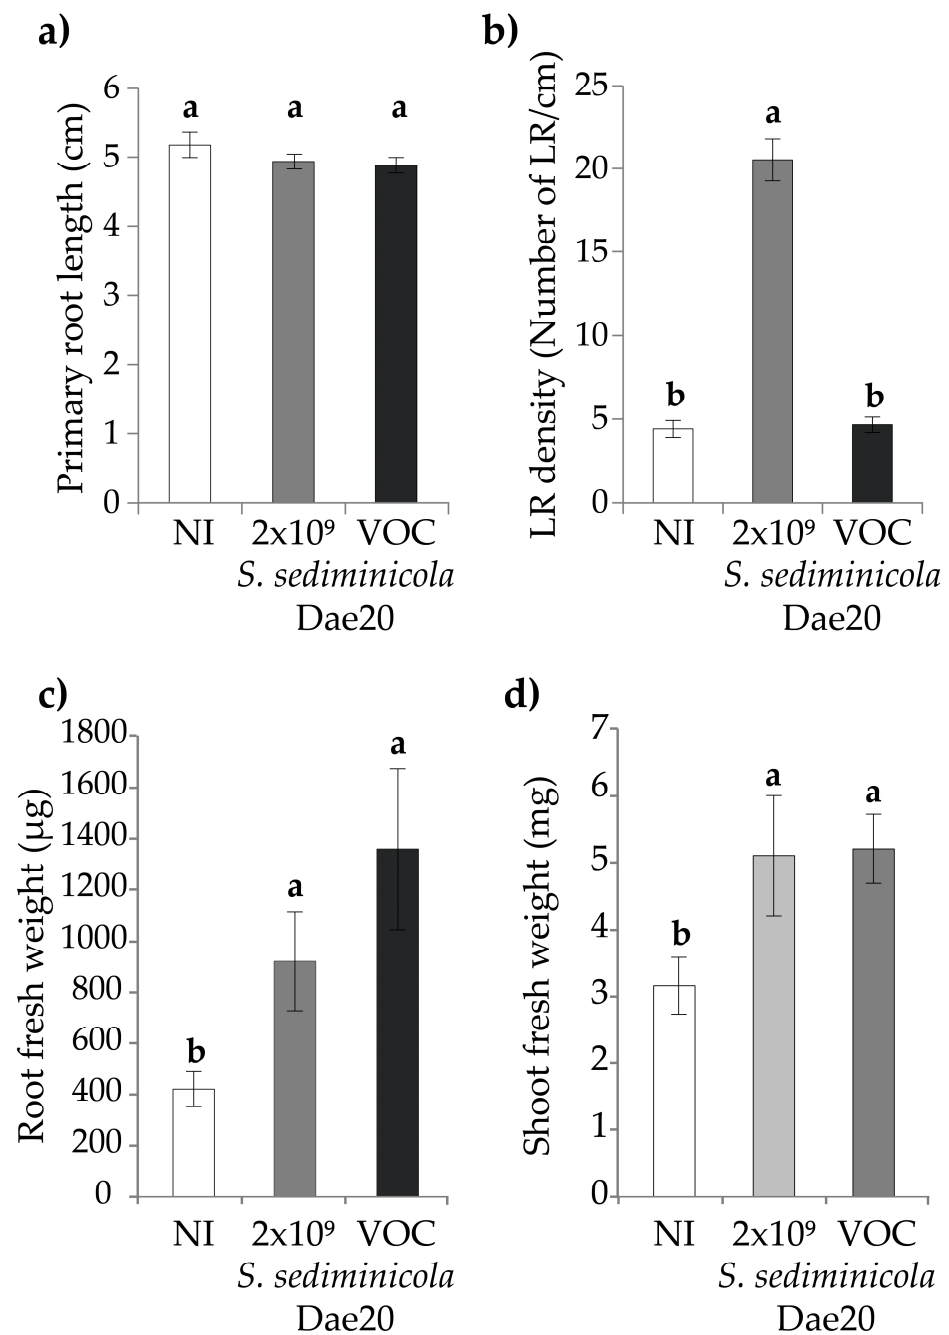 a)
Primary root length (cm)
6
5
4
3
2
1
0
a
a
a
NI
2x10⁹
VOC
S. sediminicola
Dae20
b)
LR density (Number of LR/cm)
25
20
15
10
5
0
b
a
b
NI
2x10⁹
VOC
S. sediminicola
Dae20
c)
Root fresh weight (µg)
1800
1600
1400
1200
1000
800
600
400
200
0
b
a
a
NI
2x10⁹
VOC
S. sediminicola
Dae20
d)
Shoot fresh weight (mg)
7
6
5
4
3
2
1
0
b
a
a
NI
2x10⁹
VOC
S. sediminicola
Dae20